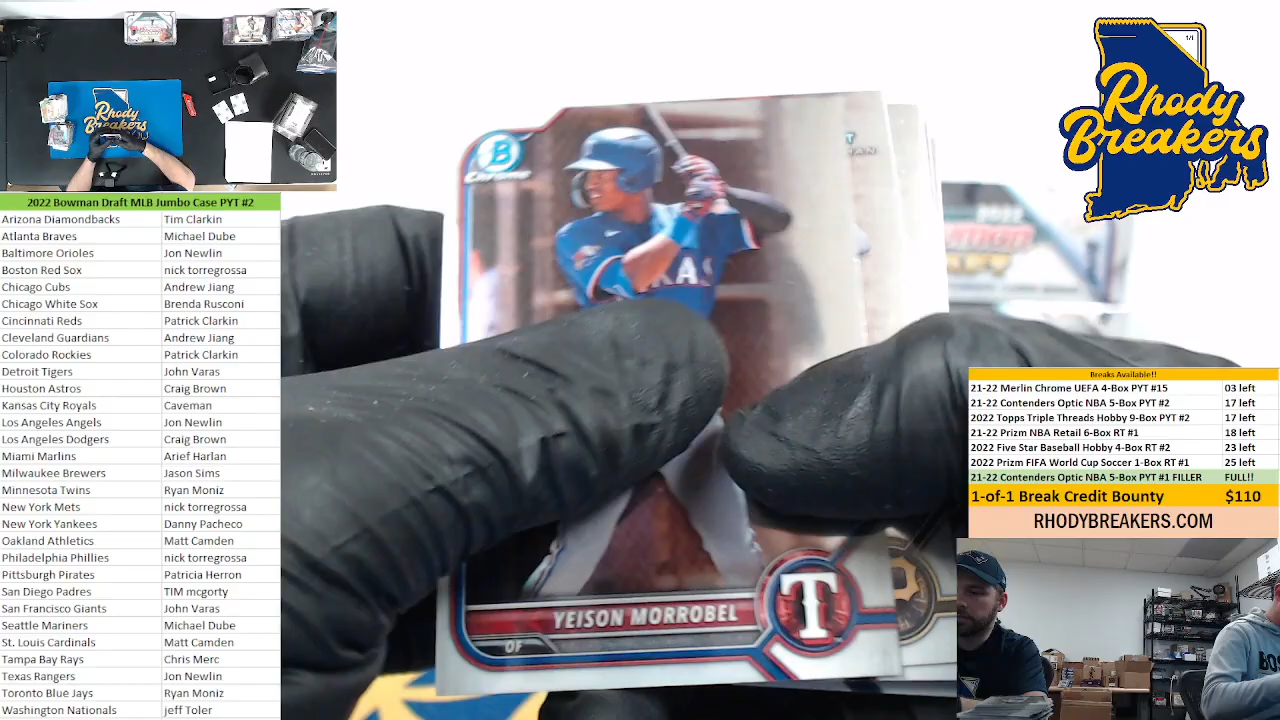 Rhody
Breakers
2022 Bowman Draft MLB Jumbo Case PYT #2
Arizona Diamondbacks Tim Clarkin
Atlanta Braves Michael Dube
Baltimore Orioles Jon Newlin
Boston Red Sox nick torregrossa
Chicago Cubs Andrew Jiang
Chicago White Sox Brenda Rusconi
Cincinnati Reds Patrick Clarkin
Cleveland Guardians Andrew Jiang
Colorado Rockies Patrick Clarkin
Detroit Tigers John Varas
Houston Astros Craig Brown
Kansas City Royals Caveman
Los Angeles Angels Jon Newlin
Los Angeles Dodgers Craig Brown
Miami Marlins Arief Harlan
Milwaukee Brewers Jason Sims
Minnesota Twins Ryan Moniz
New York Mets nick torregrossa
New York Yankees Danny Pacheco
Oakland Athletics Matt Camden
Philadelphia Phillies nick torregrossa
Pittsburgh Pirates Patricia Herron
San Diego Padres TIM mcgorty
San Francisco Giants John Varas
Seattle Mariners Michael Dube
St. Louis Cardinals Matt Camden
Tampa Bay Rays Chris Merc
Texas Rangers Jon Newlin
Toronto Blue Jays Ryan Moniz
Washington Nationals jeff Toler
B
Chrome
YEISON MORROBEL
OF
T
2022
1/1
Rhody
Breakers
Breaks Available!!
21-22 Merlin Chrome UEFA 4-Box PYT #15 03 left
21-22 Contenders Optic NBA 5-Box PYT #2 17 left
2022 Topps Triple Threads Hobby 9-Box PYT #2 17 left
21-22 Prizm NBA Retail 6-Box RT #1 18 left
2022 Five Star Baseball Hobby 4-Box RT #2 23 left
2022 Prizm FIFA World Cup Soccer 1-Box RT #1 25 left
21-22 Contenders Optic NBA 5-Box PYT #1 FILLER FULL!!
1-of-1 Break Credit Bounty $110
RHODYBREAKERS.COM